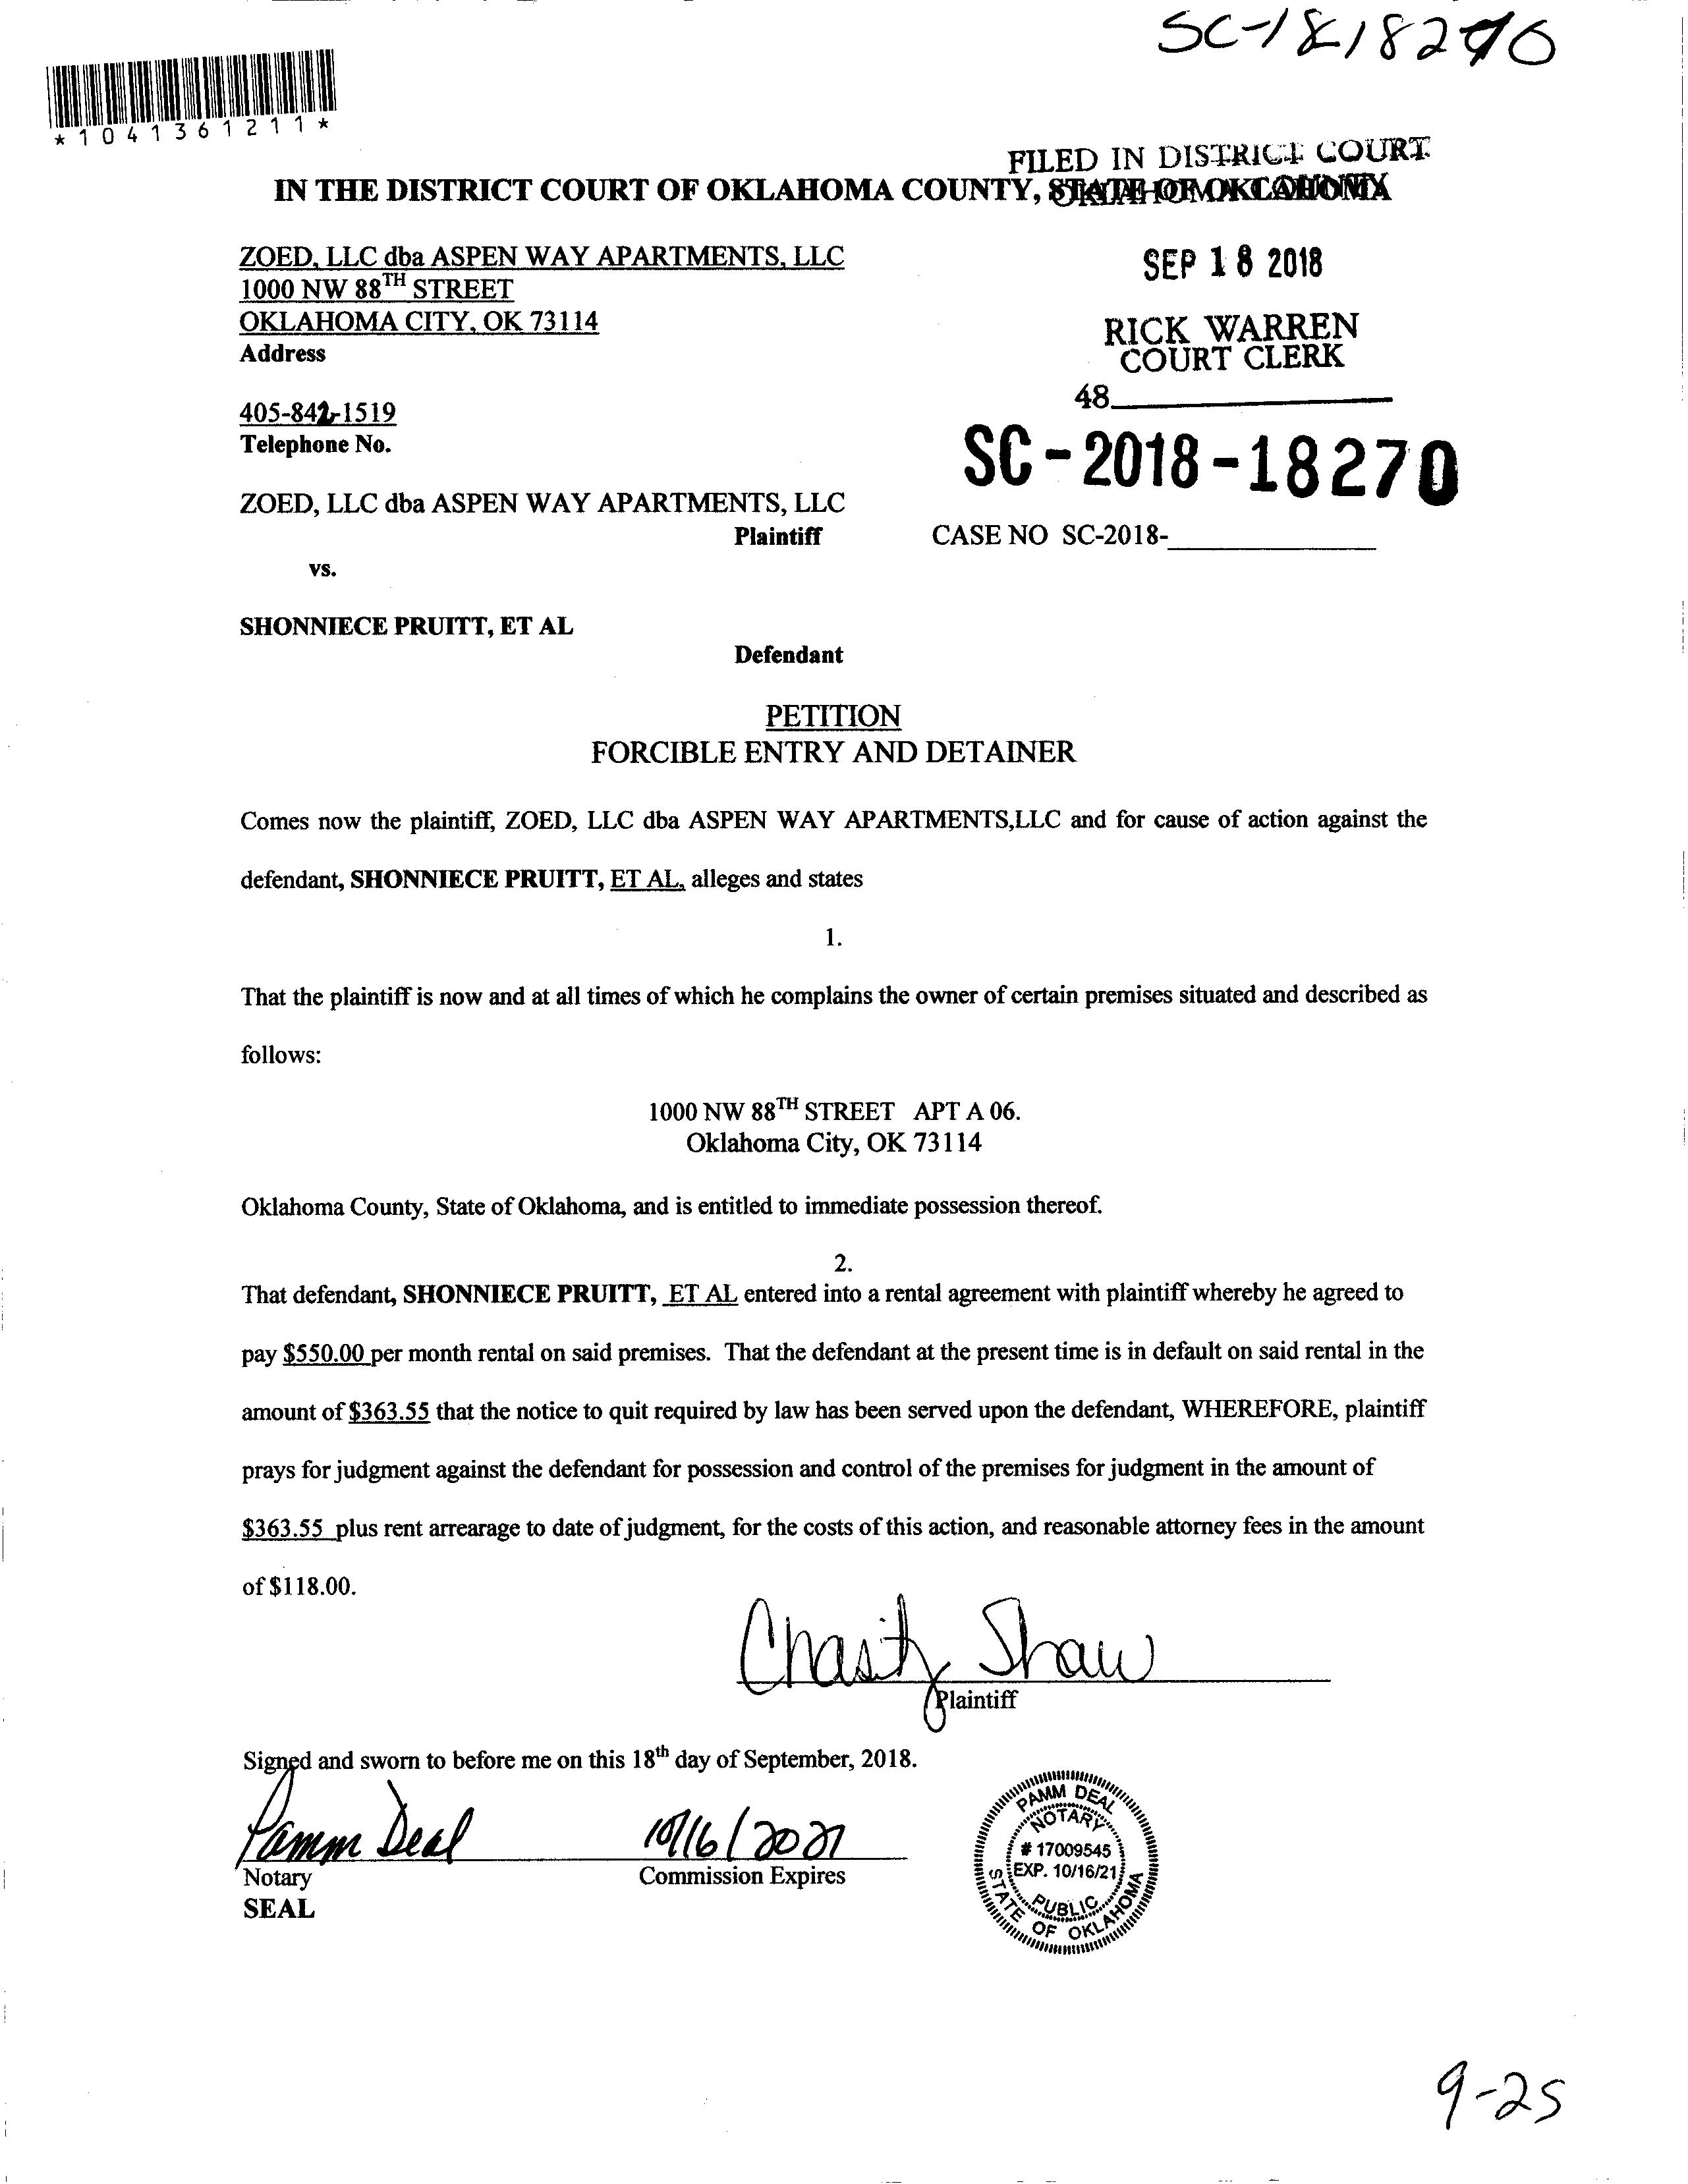 SC-1818270
*1041361211*
FILED IN DISTRICT COURT
IN THE DISTRICT COURT OF OKLAHOMA COUNTY, STATE OF OKLAHOMA
OKLAHOMA COUNTY
ZOED, LLC dba ASPEN WAY APARTMENTS, LLC
1000 NW 88TH STREET
OKLAHOMA CITY, OK 73114
Address
SEP 18 2018
RICK WARREN
COURT CLERK
48
405-842-1519
Telephone No.
SC-2018-18270
ZOED, LLC dba ASPEN WAY APARTMENTS, LLC
Plaintiff
CASE NO SC-2018-
vs.
SHONNIECE PRUITT, ET AL
Defendant
PETITION
FORCIBLE ENTRY AND DETAINER
Comes now the plaintiff, ZOED, LLC dba ASPEN WAY APARTMENTS,LLC and for cause of action against the
defendant, SHONNIECE PRUITT, ET AL, alleges and states
1.
That the plaintiff is now and at all times of which he complains the owner of certain premises situated and described as
follows:
1000 NW 88TH STREET APT A 06.
Oklahoma City, OK 73114
Oklahoma County, State of Oklahoma, and is entitled to immediate possession thereof.
2.
That defendant, SHONNIECE PRUITT, ET AL entered into a rental agreement with plaintiff whereby he agreed to
pay $550.00 per month rental on said premises. That the defendant at the present time is in default on said rental in the
amount of $363.55 that the notice to quit required by law has been served upon the defendant, WHEREFORE, plaintiff
prays for judgment against the defendant for possession and control of the premises for judgment in the amount of
$363.55 plus rent arrearage to date of judgment, for the costs of this action, and reasonable attorney fees in the amount
of $118.00.
Chasity Shaw
Plaintiff
Signed and sworn to before me on this 18th day of September, 2018.
Pamm Deal 10/16/2021
Notary Commission Expires
SEAL
PAMM DEAL
NOTARY
# 17009545
EXP. 10/16/21
PUBLIC
STATE OF OKLAHOMA
9-25